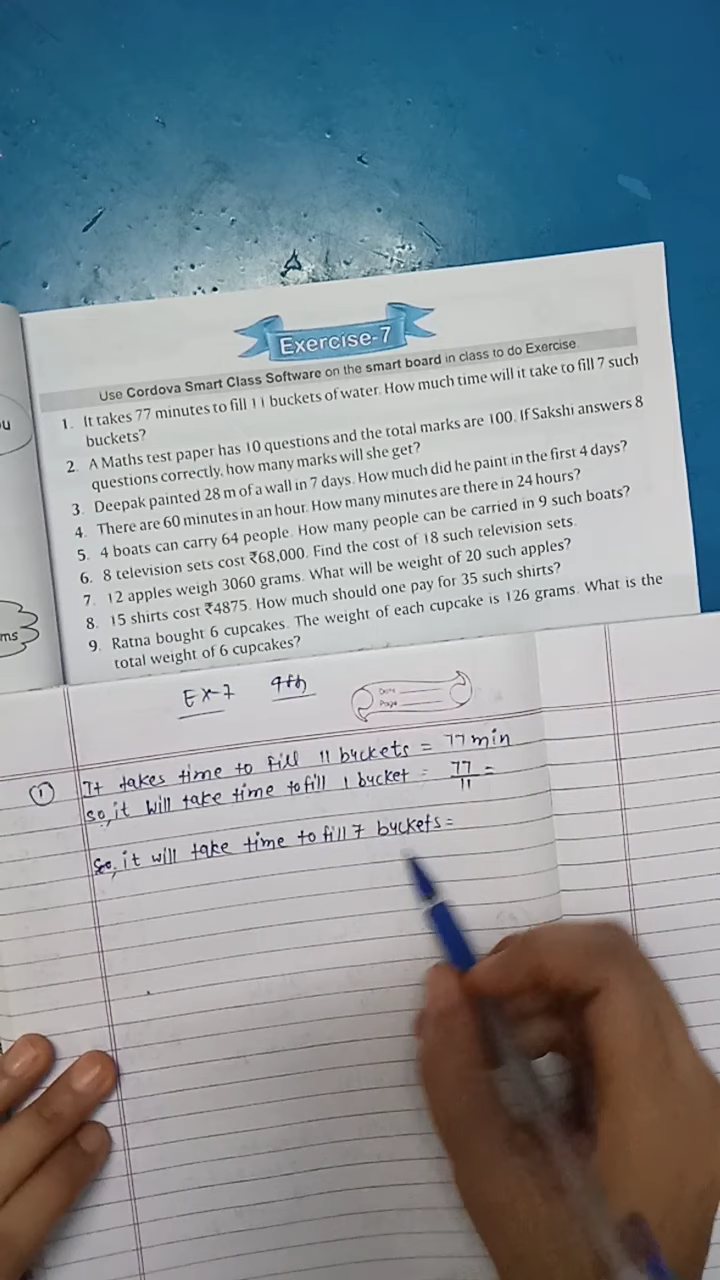 Exercise-7
Use Cordova Smart Class Software on the smart board in class to do Exercise.
1. It takes 77 minutes to fill 11 buckets of water. How much time will it take to fill 7 such
buckets?
2. A Maths test paper has 10 questions and the total marks are 100. If Sakshi answers 8
questions correctly, how many marks will she get?
3. Deepak painted 28 m of a wall in 7 days. How much did he paint in the first 4 days?
4. There are 60 minutes in an hour. How many minutes are there in 24 hours?
5. 4 boats can carry 64 people. How many people can be carried in 9 such boats?
6. 8 television sets cost ₹68,000. Find the cost of 18 such television sets.
7. 12 apples weigh 3060 grams. What will be weight of 20 such apples?
8. 15 shirts cost ₹4875. How much should one pay for 35 such shirts?
9. Ratna bought 6 cupcakes. The weight of each cupcake is 126 grams. What is the
total weight of 6 cupcakes?
u
ms
Ex-7 4th
Date
Page
① It takes time to fill 11 buckets = 77 min
so, it will take time to fill 1 bucket = 77/11 =
so, it will take time to fill 7 buckets =